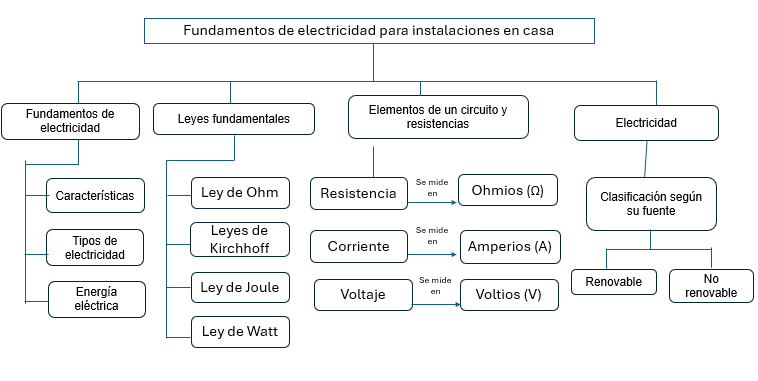 Fundamentos de electricidad para instalaciones en casa
Fundamentos de
electricidad
Leyes fundamentales
Elementos de un circuito y
resistencias
Electricidad
Características
Tipos de
electricidad
Energía
eléctrica
Ley de Ohm
Leyes de
Kirchhoff
Ley de Joule
Ley de Watt
Resistencia
Se mide
en
Ohmios (Ω)
Corriente
Se mide
en
Amperios (A)
Voltaje
Se mide
en
Voltios (V)
Clasificación según
su fuente
Renovable
No
renovable